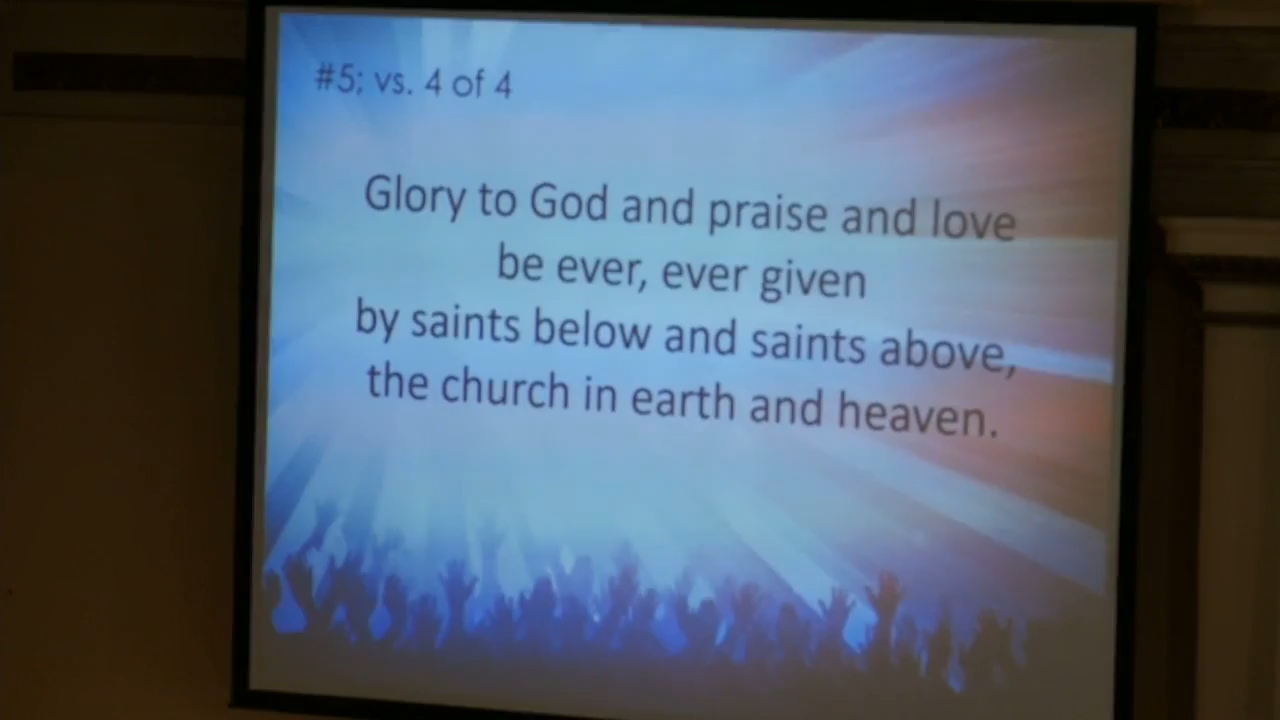 #5; vs. 4 of 4
Glory to God and praise and love
be ever, ever given
by saints below and saints above,
the church in earth and heaven.